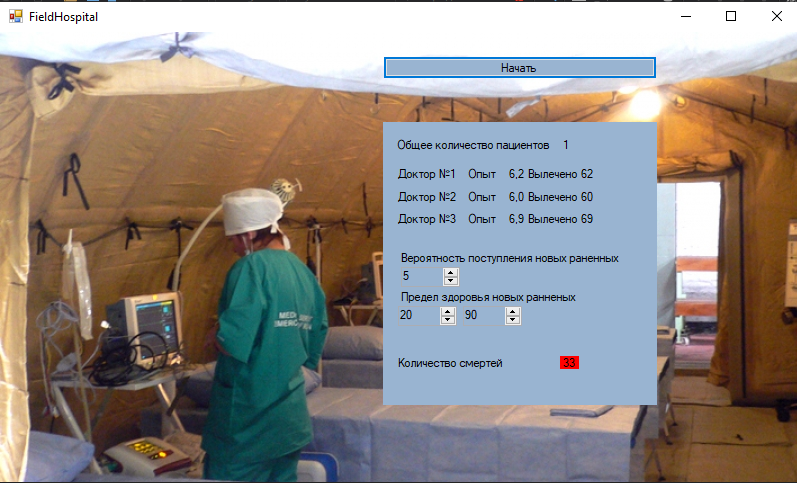 FieldHospital
Начать
Общее количество пациентов 1
Доктор №1 Опыт 6,2 Вылечено 62
Доктор №2 Опыт 6,0 Вылечено 60
Доктор №3 Опыт 6,9 Вылечено 69
Вероятность поступления новых раненных
5
Предел здоровья новых ранненых
20 90
Количество смертей 33